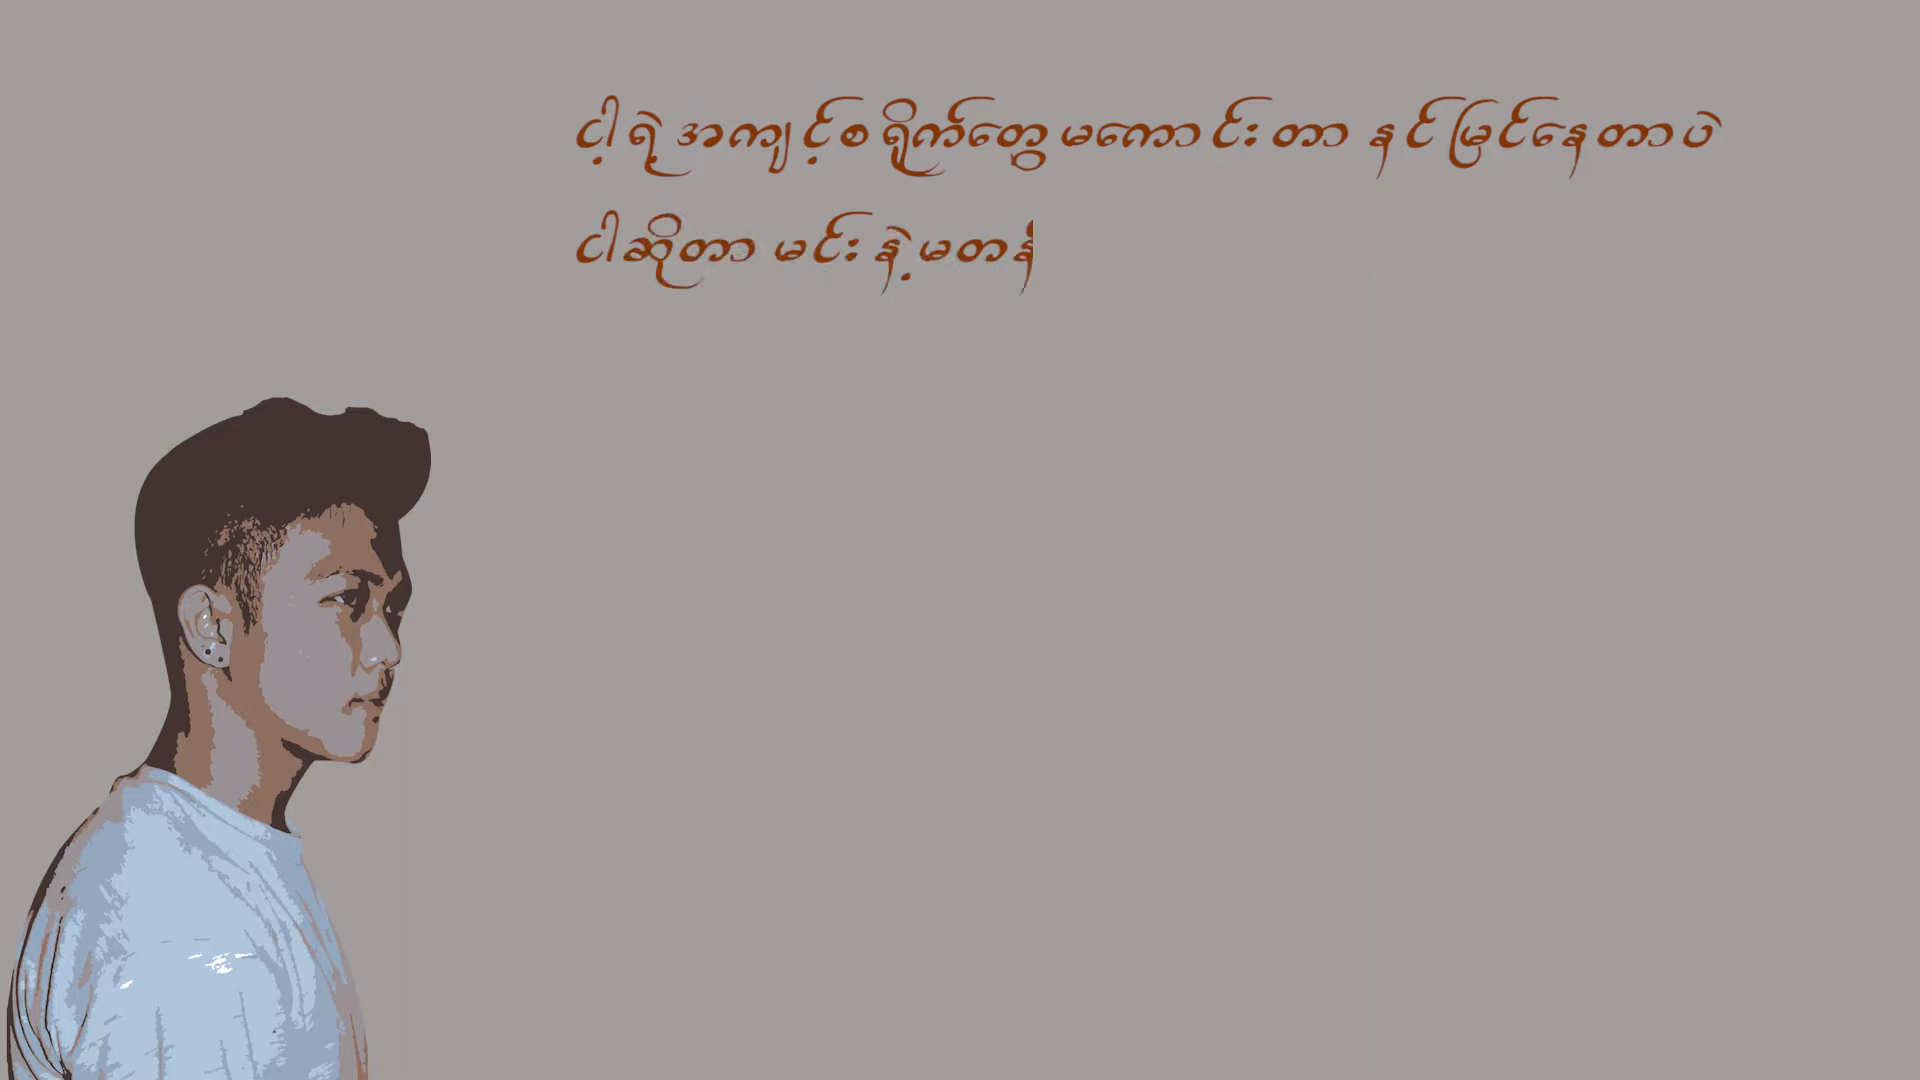 ငါ့ရဲ့ အကျင့်စရိုက်တွေ မကောင်းတာ နင်မြင်နေတာပဲ
ငါဆိုတာ မင်းနဲ့မတန်